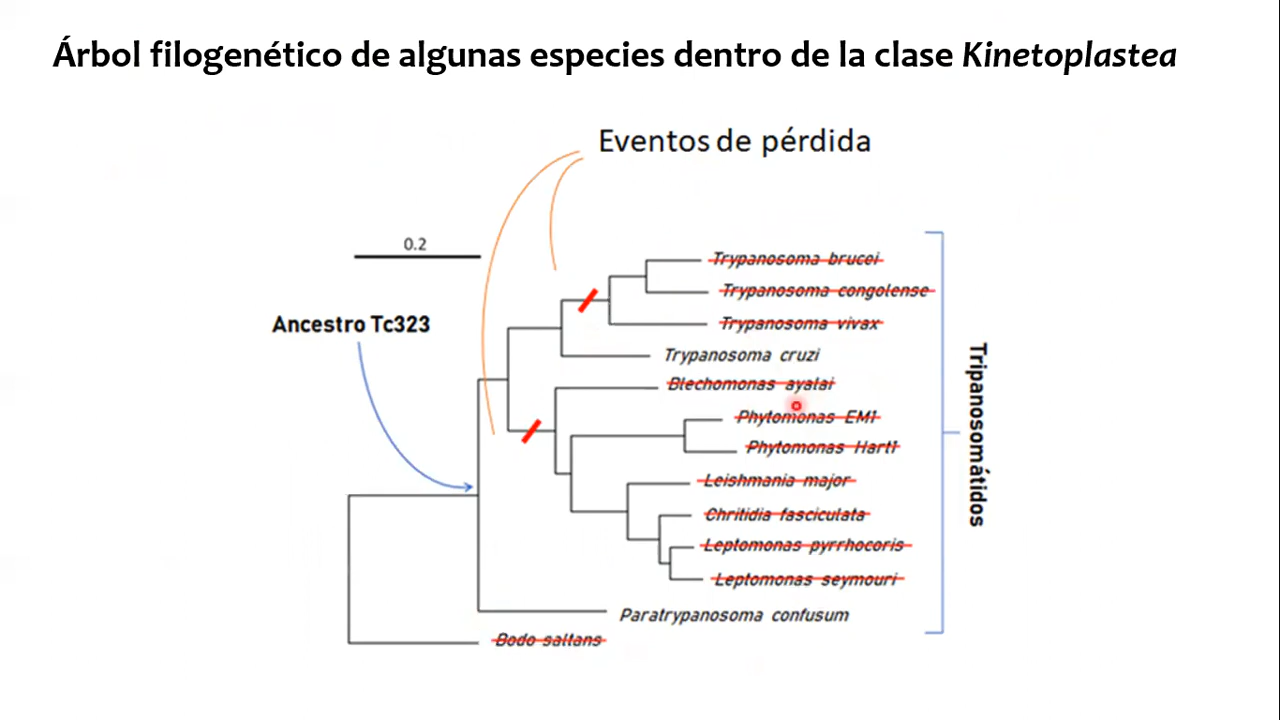 Árbol filogenético de algunas especies dentro de la clase Kinetoplastea
Eventos de pérdida
0.2
Ancestro Tc323
Trypanosoma brucei
Trypanosoma congolense
Trypanosoma vivax
Trypanosoma cruzi
Blechomonas ayalai
Phytomonas EM1
Phytomonas Hart1
Leishmania major
Chritidia fasciculata
Leptomonas pyrrhocoris
Leptomonas seymouri
Paratrypanosoma confusum
Bodo saltans
Tripanosomátidos